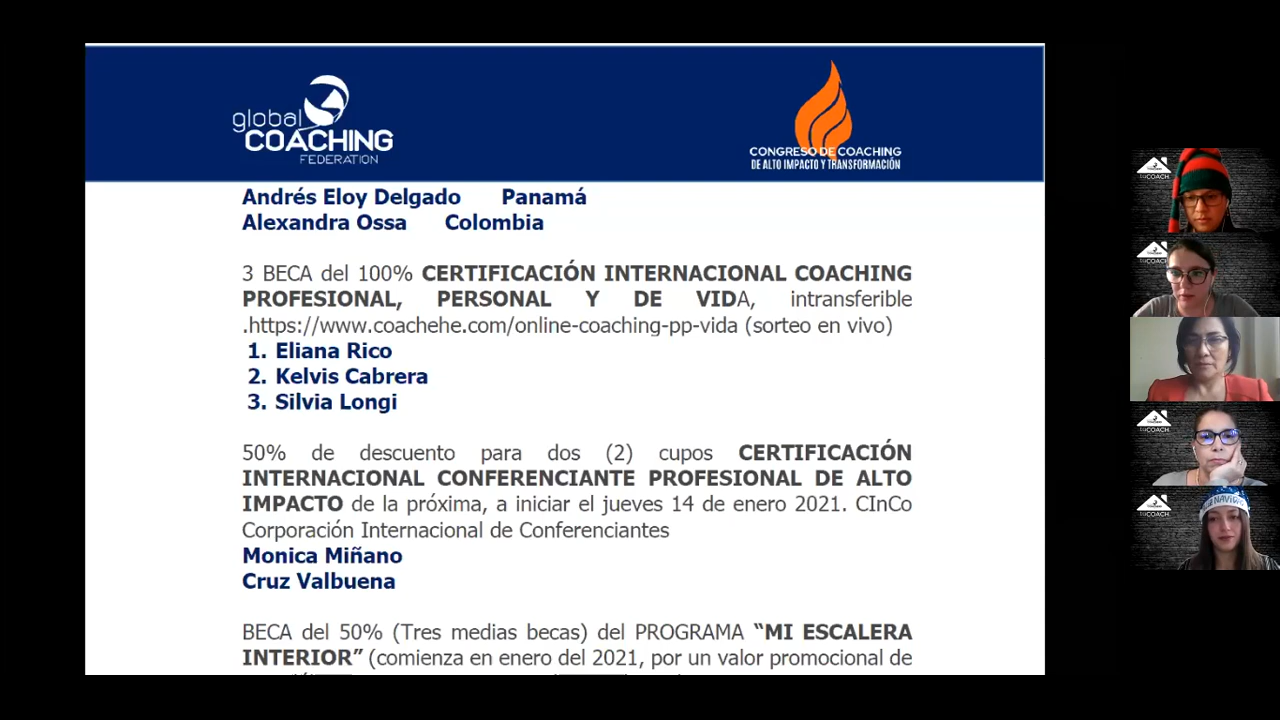 global
COACHING
FEDERATION
CONGRESO DE COACHING
DE ALTO IMPACTO Y TRANSFORMACIÓN
Andrés Eloy Delgado Panamá
Alexandra Ossa Colombia
3 BECA del 100% CERTIFICACIÓN INTERNACIONAL COACHING
PROFESIONAL, PERSONAL Y DE VIDA, intransferible
.https://www.coachehe.com/online-coaching-pp-vida (sorteo en vivo)
1. Eliana Rico
2. Kelvis Cabrera
3. Silvia Longi
50% de descuento para dos (2) cupos CERTIFICACIÓN
INTERNACIONAL CONFERENCIANTE PROFESIONAL DE ALTO
IMPACTO de la próxima, a iniciar el jueves 14 de enero 2021. CInCo
Corporación Internacional de Conferenciantes
Monica Miñano
Cruz Valbuena
BECA del 50% (Tres medias becas) del PROGRAMA "MI ESCALERA
INTERIOR" (comienza en enero del 2021, por un valor promocional de